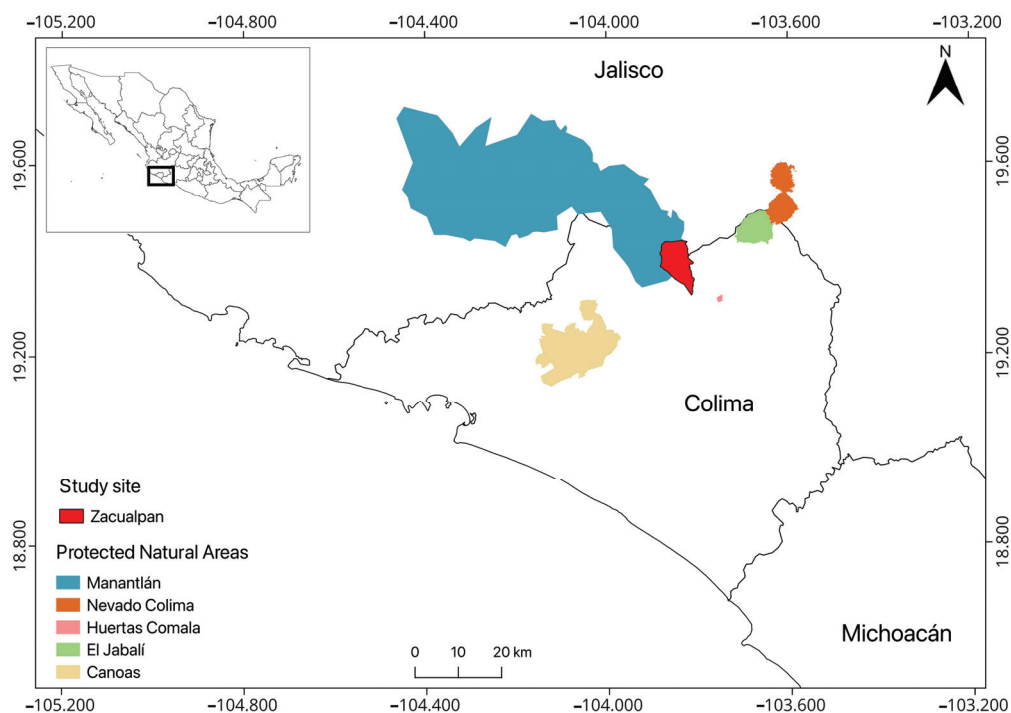 −105.200 −104.800 −104.400 −104.000 −103.600 −103.200
Jalisco
N
19.600 19.600
19.200 19.200
Colima
Study site
Zacualpan
18.800 18.800
Protected Natural Areas
Manantlán
Nevado Colima
Huertas Comala
El Jabalí
Canoas
Michoacán
0 10 20 km
−105.200 −104.800 −104.400 −104.000 −103.600 −103.200